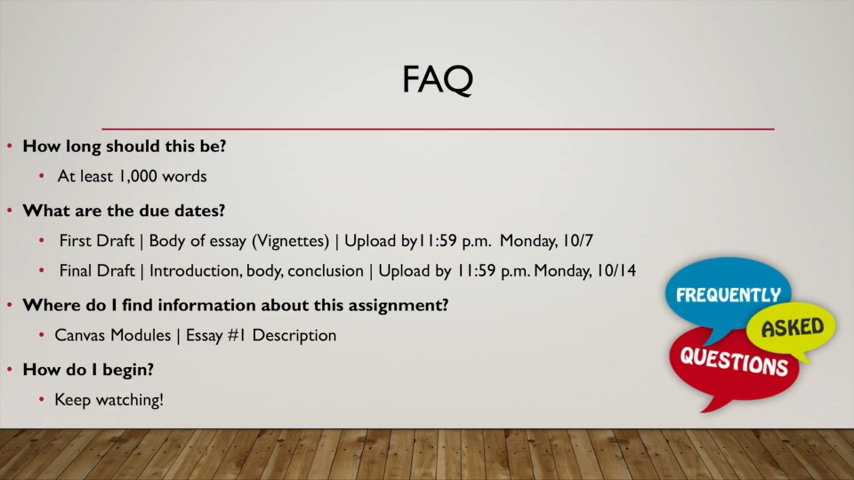 FAQ
• How long should this be?
• At least 1,000 words
• What are the due dates?
• First Draft | Body of essay (Vignettes) | Upload by11:59 p.m. Monday, 10/7
• Final Draft | Introduction, body, conclusion | Upload by 11:59 p.m. Monday, 10/14
• Where do I find information about this assignment?
• Canvas Modules | Essay #1 Description
• How do I begin?
• Keep watching!
FREQUENTLY
ASKED
QUESTIONS